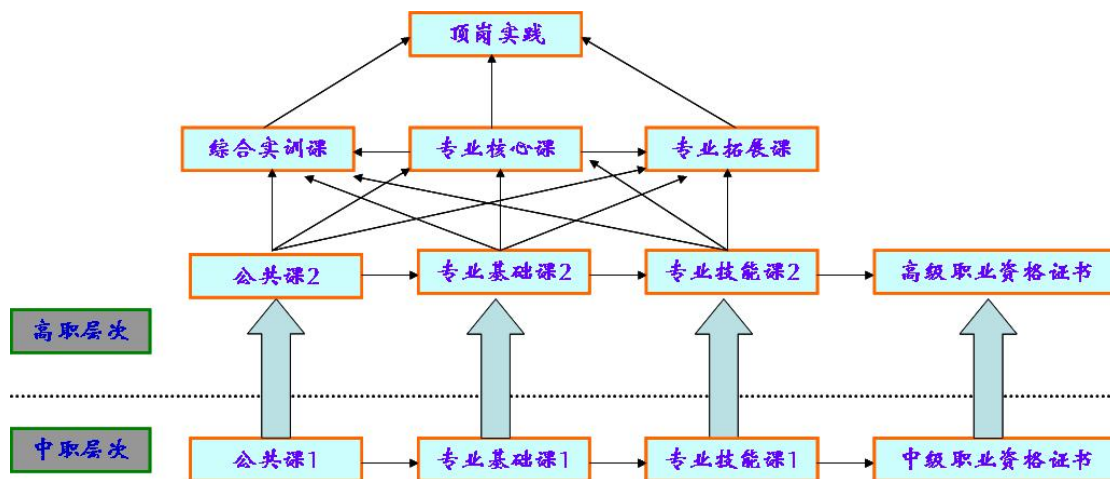 顶岗实践
综合实训课
专业核心课
专业拓展课
公共课2
专业基础课2
专业技能课2
高级职业资格证书
高职层次
中职层次
公共课1
专业基础课1
专业技能课1
中级职业资格证书